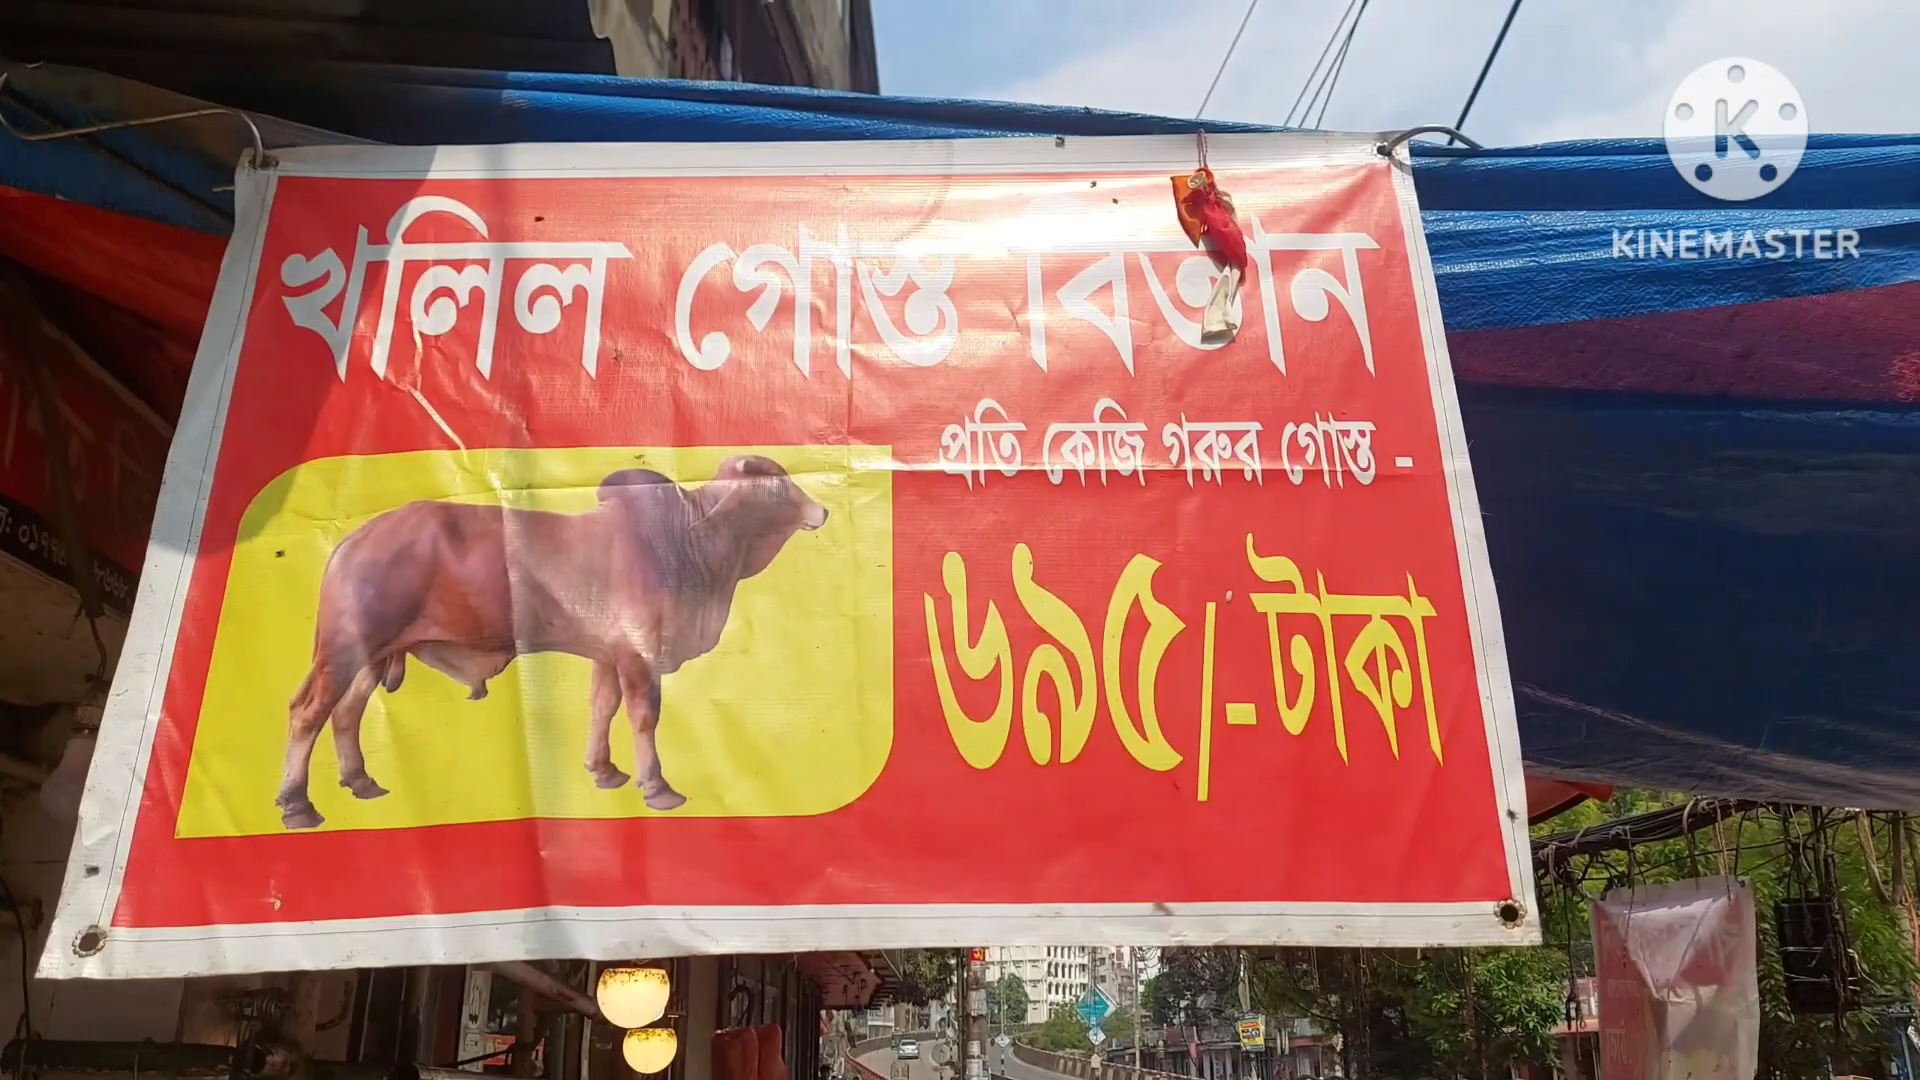 খলিল গোস্ত বিতান
প্রতি কেজি গরুর গোস্ত -
৬৯৫/- টাকা
KINEMASTER